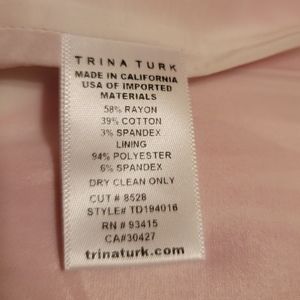 TRINA TURK
MADE IN CALIFORNIA
USA OF IMPORTED
MATERIALS
58% RAYON
39% COTTON
3% SPANDEX
LINING
94% POLYESTER
6% SPANDEX
DRY CLEAN ONLY
CUT # 8528
STYLE# TD194016
RN # 93415
CA#30427
trinaturk.com